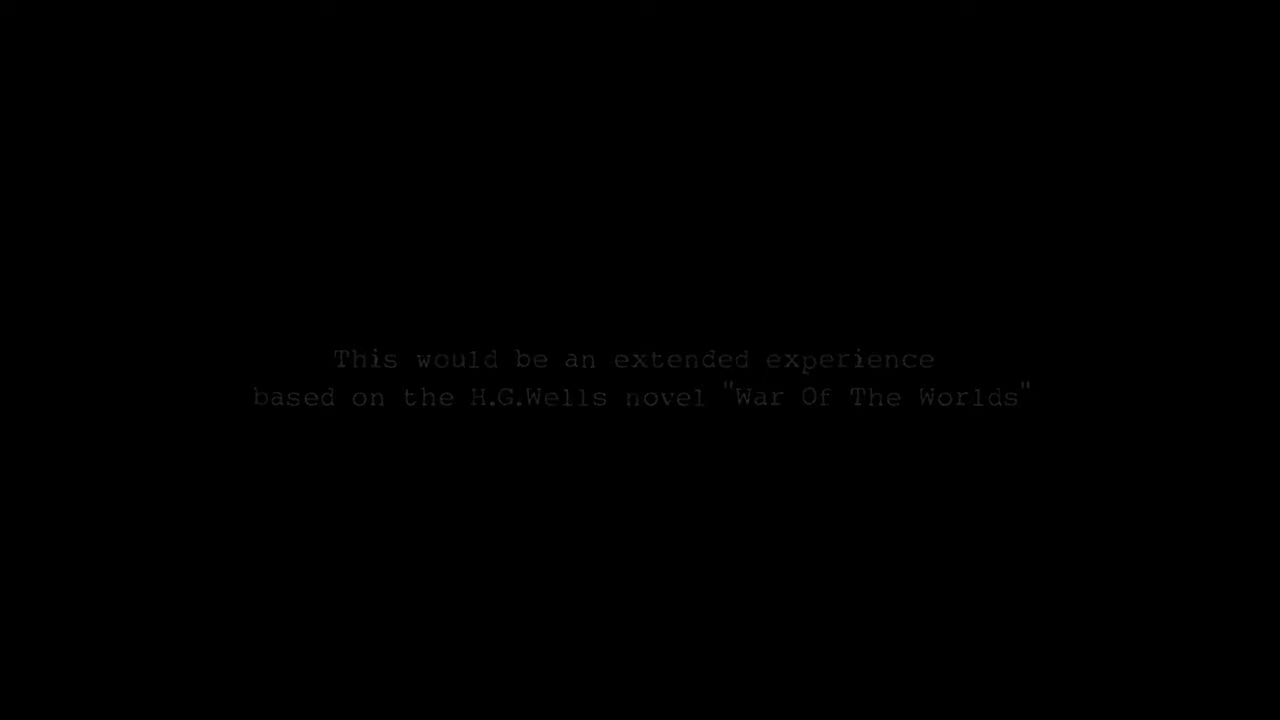 This would be an extended experience
based on the H.G.Wells novel "War Of The Worlds"